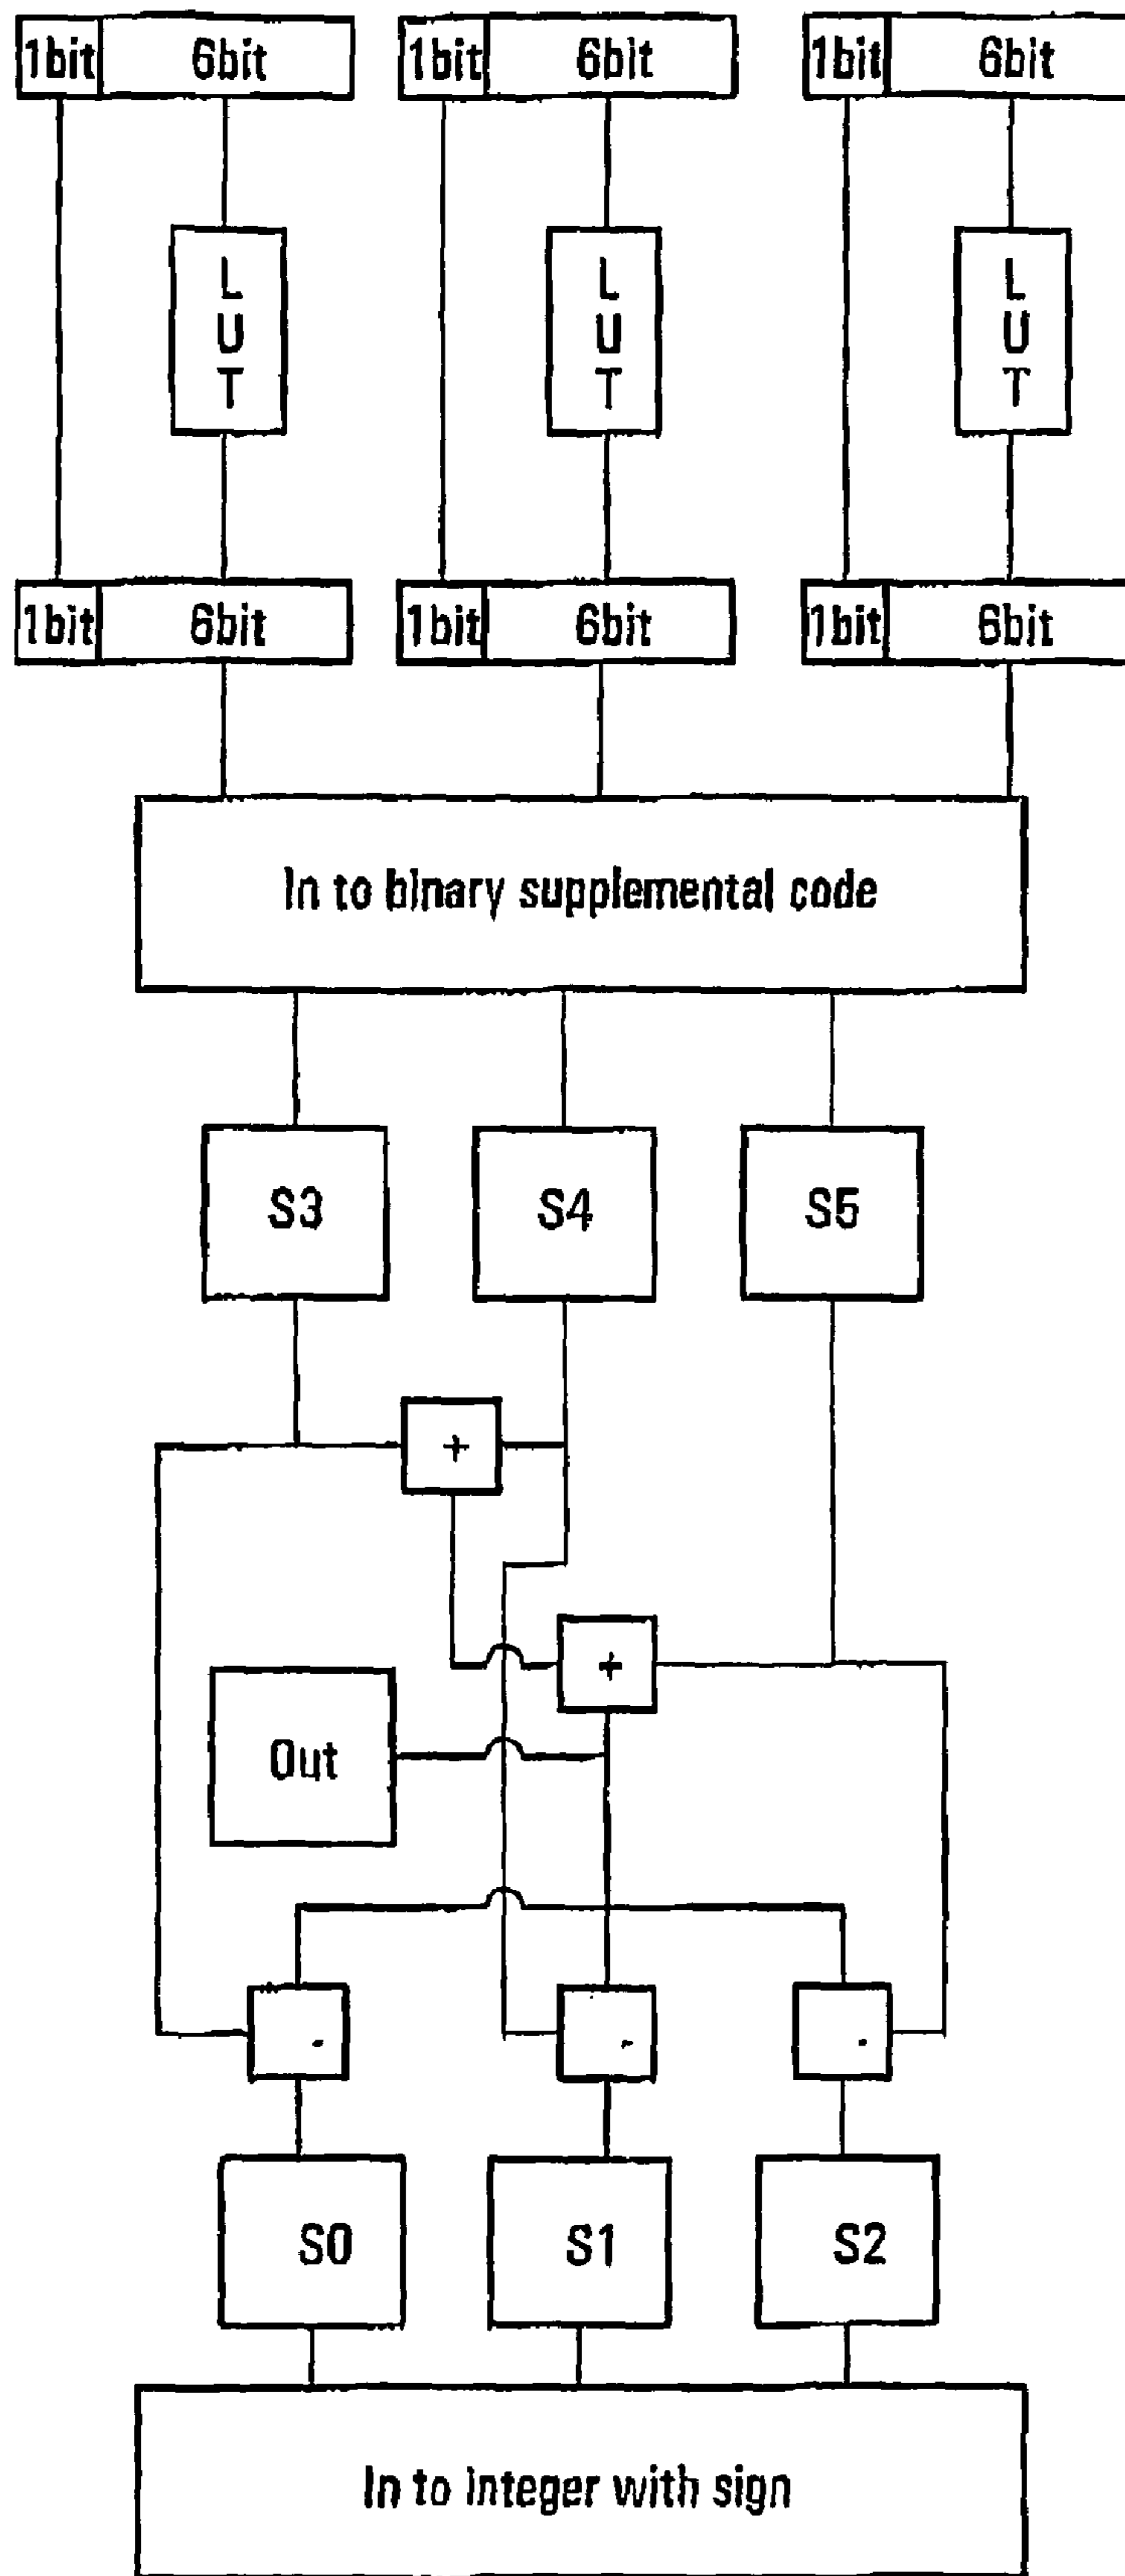 1bit 6bit 1bit 6bit 1bit 6bit
L
U
T
L
U
T
L
U
T
1bit 6bit 1bit 6bit 1bit 6bit
In to binary supplemental code
S3 S4 S5
+
+
Out
- - -
S0 S1 S2
In to integer with sign